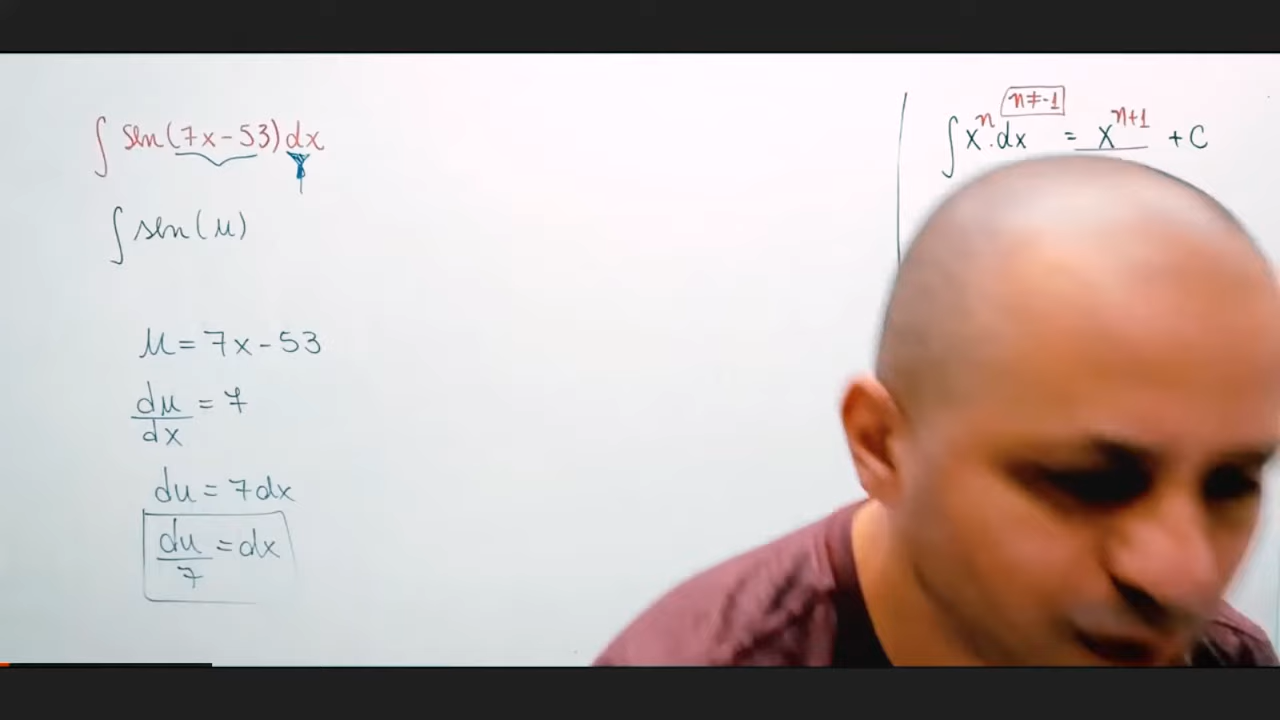 ∫ sen(7x-53)dx
∫ sen(u)
u=7x-53
du/dx = 7
du = 7dx
du/7 = dx
n≠-1
∫ x^n.dx = x^(n+1) + C